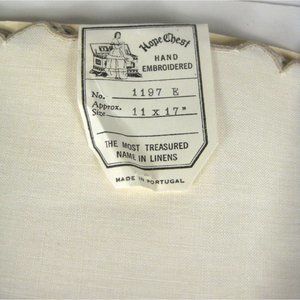 Hope Chest
HAND
EMBROIDERED
No. 1197 E
Approx.
Size 11 x 17"
THE MOST TREASURED
NAME IN LINENS
MADE IN PORTUGAL